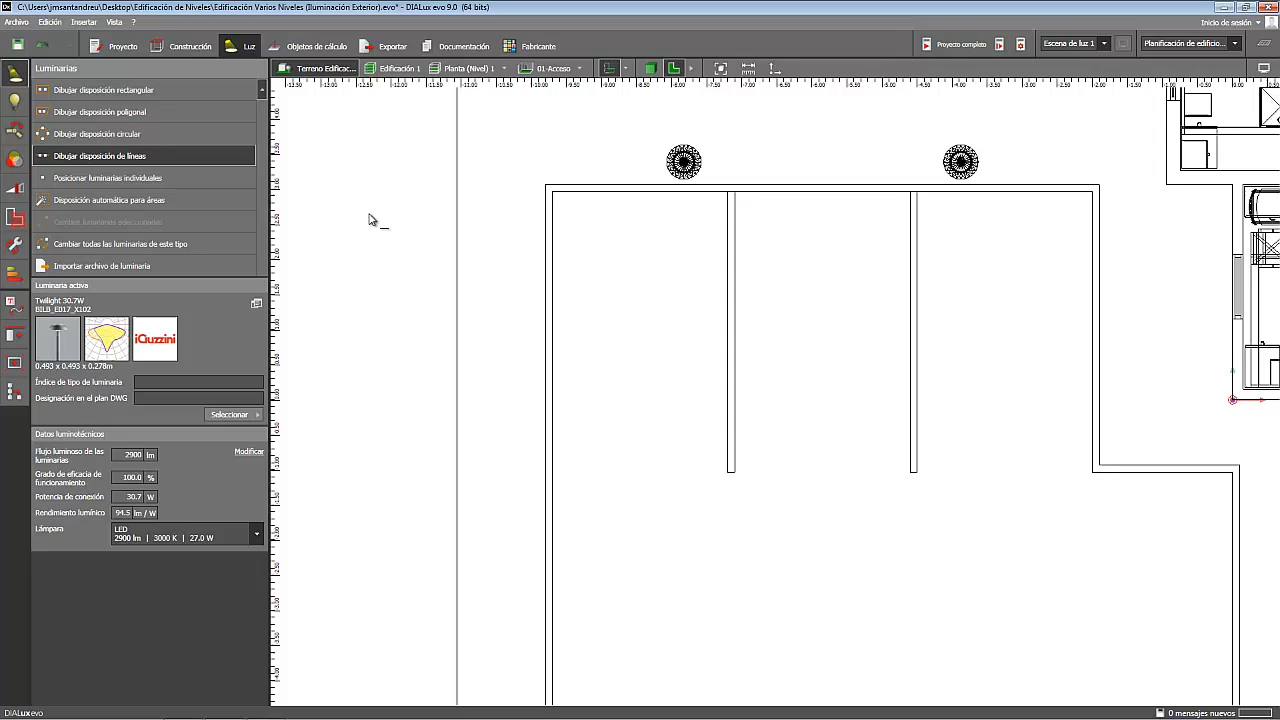 C:\Users\jmsantandreu\Desktop\Edificación de Niveles\Edificación Varios Niveles (Iluminación Exterior).evo* - DIALux evo 9.0 (64 bits)
Archivo Edición Insertar Vista ?
Inicio de sesión
Proyecto Construcción Luz Objetos de cálculo Exportar Documentación Fabricante
Proyecto completo Escena de luz 1 Planificación de edificio...
Luminarias
Terreno Edificac... Edificación 1 Planta (Nivel) 1 01-Acceso
Dibujar disposición rectangular
Dibujar disposición poligonal
Dibujar disposición circular
Dibujar disposición de líneas
Posicionar luminarias individuales
Disposición automática para áreas
Cambiar luminarias seleccionadas
Cambiar todas las luminarias de este tipo
Importar archivo de luminaria
Luminaria activa
Twilight 30.7W
BILB_E017_X102
iGuzzini
0.493 x 0.493 x 0.278m
Índice de tipo de luminaria
Designación en el plan DWG
Seleccionar
Datos luminotécnicos
Flujo luminoso de las luminarias 2900 lm Modificar
Grado de eficacia de funcionamiento 100.0 %
Potencia de conexión 30.7 W
Rendimiento lumínico 94.5 lm / W
Lámpara LED
2900 lm | 3000 K | 27.0 W
DIALux evo
0 mensajes nuevos